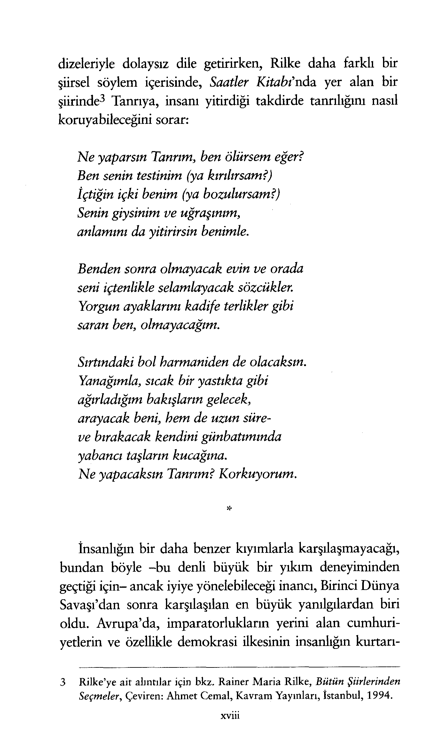 dizeleriyle dolaysız dile getirirken, Rilke daha farklı bir
şiirsel söylem içerisinde, Saatler Kitabı'nda yer alan bir
şiirinde3 Tanrıya, insanı yitirdiği takdirde tanrılığını nasıl
koruyabileceğini sorar:
Ne yaparsın Tanrım, ben ölürsem eğer?
Ben senin testinim (ya kırılırsam?)
İçtiğin içki benim (ya bozulursam?)
Senin giysinim ve uğraşınım,
anlamını da yitirirsin benimle.
Benden sonra olmayacak evin ve orada
seni içtenlikle selamlayacak sözcükler.
Yorgun ayaklarını kadife terlikler gibi
saran ben, olmayacağım.
Sırtındaki bol harmaniden de olacaksın.
Yanağımla, sıcak bir yastıkta gibi
ağırladığım bakışların gelecek,
arayacak beni, hem de uzun süre-
ve bırakacak kendini günbatımında
yabancı taşların kucağına.
Ne yapacaksın Tanrım? Korkuyorum.
*
İnsanlığın bir daha benzer kıyımlarla karşılaşmayacağı,
bundan böyle –bu denli büyük bir yıkım deneyiminden
geçtiği için– ancak iyiye yönelebileceği inancı, Birinci Dünya
Savaşı'dan sonra karşılaşılan en büyük yanılgılardan biri
oldu. Avrupa'da, imparatorlukların yerini alan cumhuri-
yetlerin ve özellikle demokrasi ilkesinin insanlığın kurtarı-
3 Rilke'ye ait alıntılar için bkz. Rainer Maria Rilke, Bütün Şiirlerinden
Seçmeler, Çeviren: Ahmet Cemal, Kavram Yayınları, İstanbul, 1994.
xviii